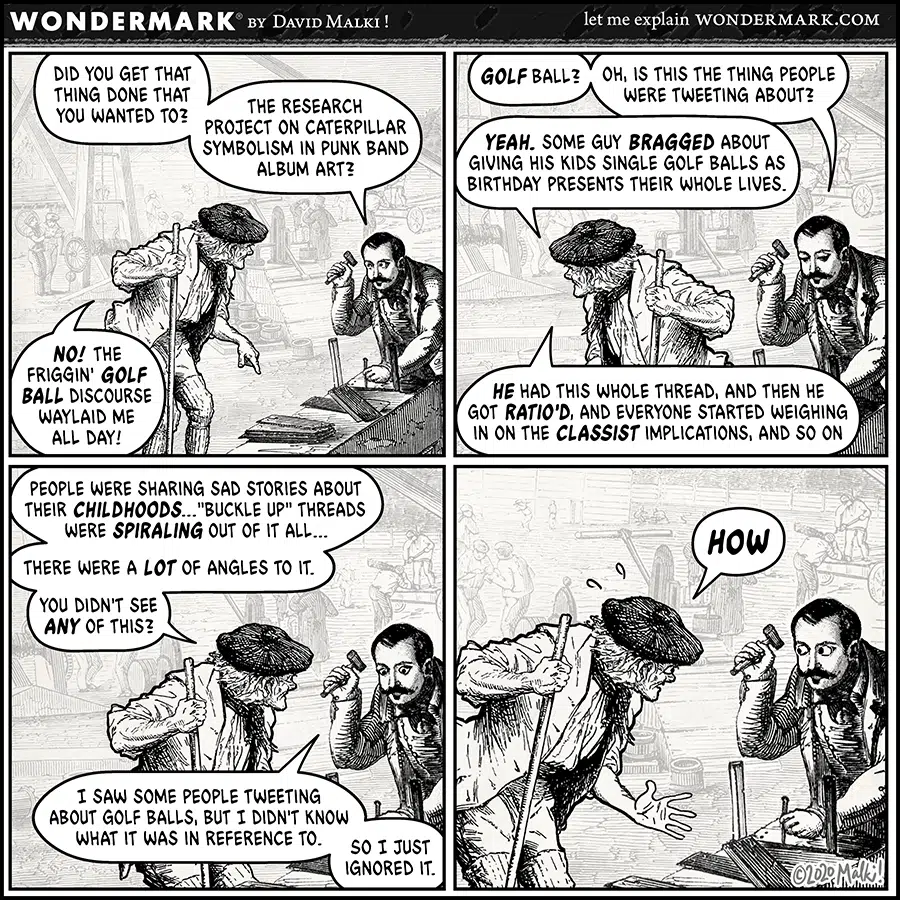 WONDERMARK® BY DAVID MALKI !
let me explain WONDERMARK.COM
DID YOU GET THAT
THING DONE THAT
YOU WANTED TO?
THE RESEARCH
PROJECT ON CATERPILLAR
SYMBOLISM IN PUNK BAND
ALBUM ART?
NO! THE
FRIGGIN' GOLF
BALL DISCOURSE
WAYLAID ME
ALL DAY!
GOLF BALL?
OH, IS THIS THE THING PEOPLE
WERE TWEETING ABOUT?
YEAH. SOME GUY BRAGGED ABOUT
GIVING HIS KIDS SINGLE GOLF BALLS AS
BIRTHDAY PRESENTS THEIR WHOLE LIVES.
HE HAD THIS WHOLE THREAD, AND THEN HE
GOT RATIO'D, AND EVERYONE STARTED WEIGHING
IN ON THE CLASSIST IMPLICATIONS, AND SO ON
PEOPLE WERE SHARING SAD STORIES ABOUT
THEIR CHILDHOODS..."BUCKLE UP" THREADS
WERE SPIRALING OUT OF IT ALL...
THERE WERE A LOT OF ANGLES TO IT.
YOU DIDN'T SEE
ANY OF THIS?
I SAW SOME PEOPLE TWEETING
ABOUT GOLF BALLS, BUT I DIDN'T KNOW
WHAT IT WAS IN REFERENCE TO.
SO I JUST
IGNORED IT.
HOW
©2020 Malki!